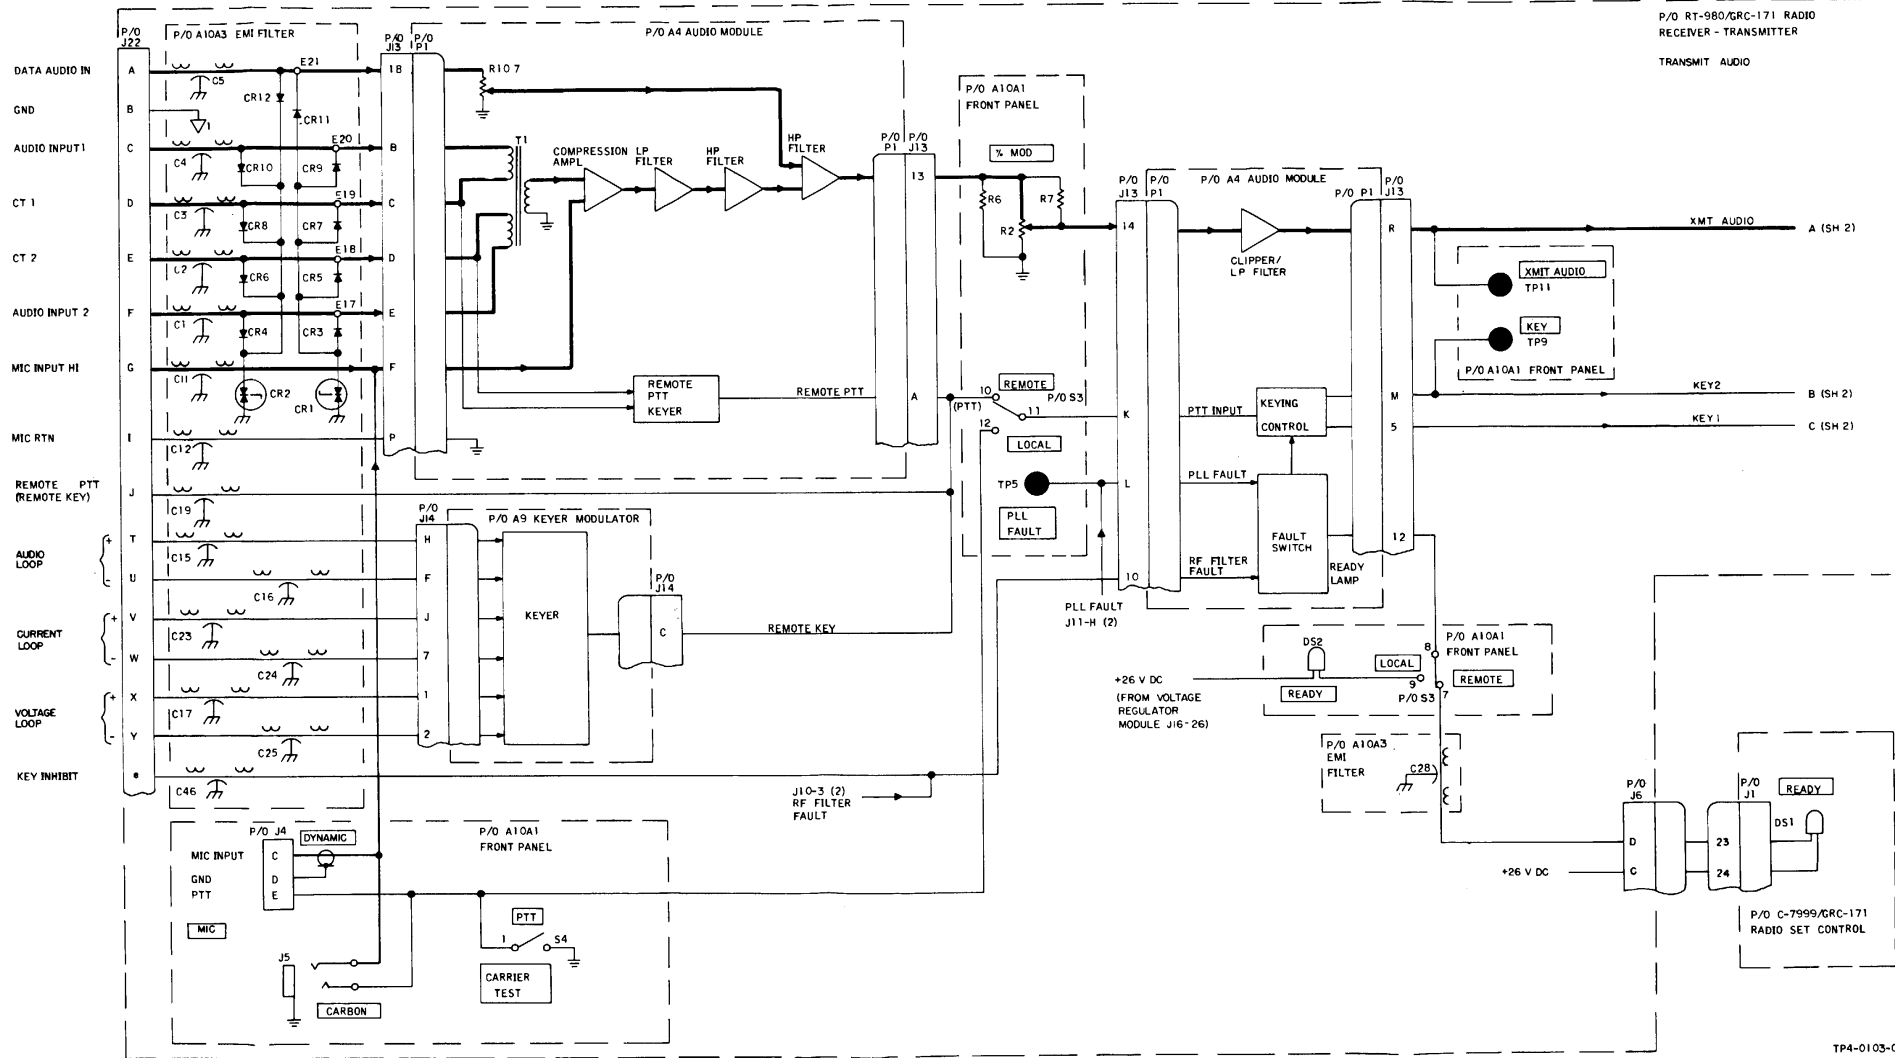 P/O RT-980/GRC-171 RADIO
RECEIVER - TRANSMITTER
TRANSMIT AUDIO
P/O
J22
P/O A10A3 EMI FILTER
P/O
J13
P/O
P1
P/O A4 AUDIO MODULE
DATA AUDIO IN
A
C5
E21
18
R107
CR12
CR11
GND
B
1
AUDIO INPUT 1
C
C4
CR10
CR9
E20
B
T1
COMPRESSION
AMPL
LP
FILTER
HP
FILTER
HP
FILTER
CT 1
D
C3
CR8
CR7
E19
C
CT 2
E
C2
CR6
CR5
E18
D
AUDIO INPUT 2
F
C1
CR4
CR3
E17
E
MIC INPUT HI
G
C11
CR2
CR1
F
REMOTE
PTT
KEYER
REMOTE PTT
MIC RTN
I
C12
P
REMOTE PTT
(REMOTE KEY)
J
C19
P/O
P1
P/O
J13
13
A
P/O A10A1
FRONT PANEL
% MOD
R6
R7
R2
10
REMOTE
P/O S3
(PTT)
11
12
LOCAL
TP5
PLL
FAULT
P/O
J13
P/O
P1
P/O A4 AUDIO MODULE
P/O P1
P/O
J13
14
CLIPPER/
LP FILTER
R
XMT AUDIO
A (SH 2)
XMIT AUDIO
TP11
KEY
TP9
P/O A10A1 FRONT PANEL
K
PTT INPUT
KEYING
CONTROL
M
KEY2
B (SH 2)
5
KEY1
C (SH 2)
L
PLL FAULT
FAULT
SWITCH
12
10
RF FILTER
FAULT
READY
LAMP
PLL FAULT
J11-H (2)
AUDIO
LOOP
+
-
T
U
C15
C16
P/O
J14
P/O A9 KEYER MODULATOR
H
F
CURRENT
LOOP
+
-
V
W
C23
C24
J
7
KEYER
P/O
J14
C
REMOTE KEY
VOLTAGE
LOOP
+
-
X
Y
C17
C25
1
2
KEY INHIBIT
e
C46
J10-3 (2)
RF FILTER
FAULT
+26 V DC
(FROM VOLTAGE
REGULATOR
MODULE J16-26)
DS2
READY
LOCAL
9
8
P/O A10A1
FRONT PANEL
REMOTE
P/O S3
7
P/O A10A3
EMI
FILTER
C28
P/O
J6
P/O
J1
READY
DS1
D
23
+26 V DC
C
24
P/O C-7999/GRC-171
RADIO SET CONTROL
P/O J4
DYNAMIC
P/O A10A1
FRONT PANEL
MIC INPUT
C
GND
D
PTT
E
MIC
PTT
1
S4
CARRIER
TEST
J5
CARBON
TP4-0103-0